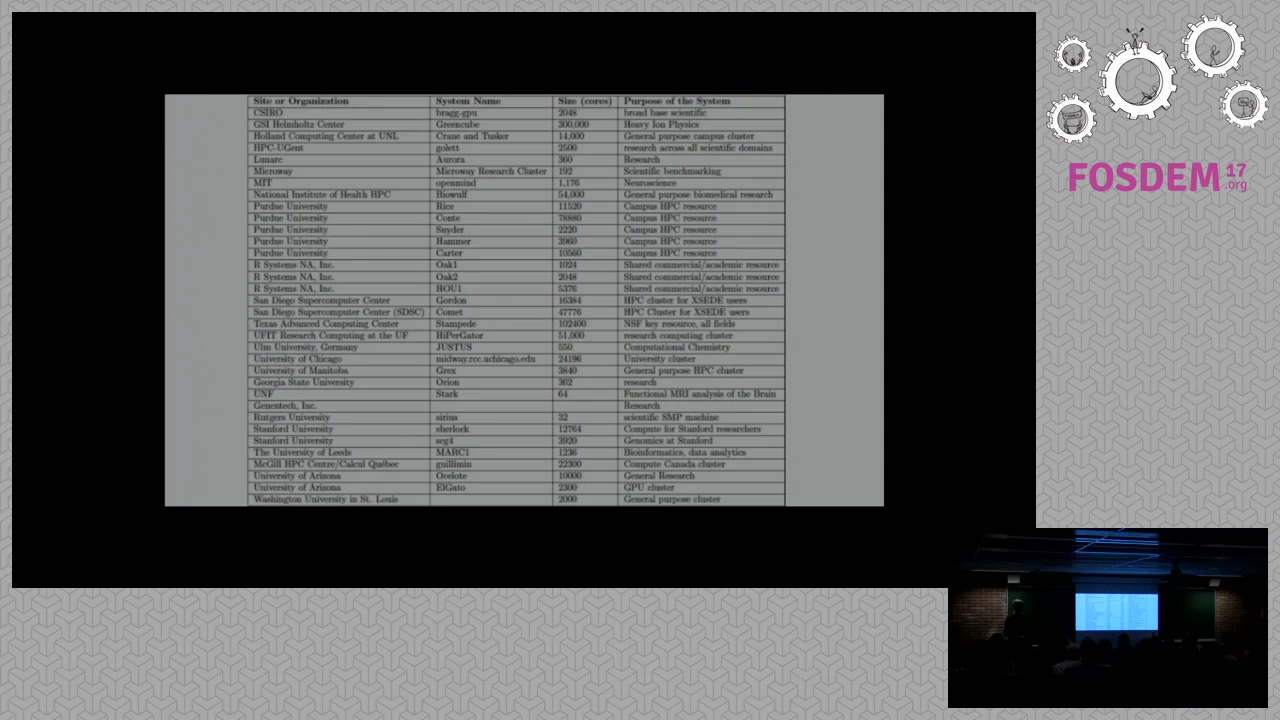 Site or Organization System Name Size (cores) Purpose of the System
CSIRO bragg-gpu 2048 broad base scientific
GSI Helmholtz Center Greencube 300,000 Heavy Ion Physics
Holland Computing Center at UNL Crane and Tusker 14,000 General purpose campus cluster
HPC-UGent golett 2500 research across all scientific domains
Lunarc Aurora 360 Research
Microway Microway Research Cluster 192 Scientific benchmarking
MIT openmind 1,176 Neuroscience
National Institute of Health HPC Biowulf 54,000 General purpose biomedical research
Purdue University Rice 11520 Campus HPC resource
Purdue University Conte 78880 Campus HPC resource
Purdue University Snyder 2220 Campus HPC resource
Purdue University Hammer 3960 Campus HPC resource
Purdue University Carter 10560 Campus HPC resource
R Systems NA, Inc. Oak1 1024 Shared commercial/academic resource
R Systems NA, Inc. Oak2 2048 Shared commercial/academic resource
R Systems NA, Inc. HOU1 5376 Shared commercial/academic resource
San Diego Supercomputer Center Gordon 16384 HPC cluster for XSEDE users
San Diego Supercomputer Center (SDSC) Comet 47776 HPC Cluster for XSEDE users
Texas Advanced Computing Center Stampede 102400 NSF key resource, all fields
UFIT Research Computing at the UF HiPerGator 51,000 research computing cluster
Ulm University, Germany JUSTUS 550 Computational Chemistry
University of Chicago midway.rcc.uchicago.edu 24196 University cluster
University of Manitoba Grex 3840 General purpose HPC cluster
Georgia State University Orion 362 research
UNF Stark 64 Functional MRI analysis of the Brain
Genentech, Inc. Research
Rutgers University sirius 32 scientific SMP machine
Stanford University sherlock 12764 Compute for Stanford researchers
Stanford University scg4 3920 Genomics at Stanford
The University of Leeds MARC1 1236 Bioinformatics, data analytics
McGill HPC Centre/Calcul Québec guillimin 22300 Compute Canada cluster
University of Arizona Ocelote 10000 General Research
University of Arizona ElGato 2300 GPU cluster
Washington University in St. Louis 2000 General purpose cluster
FOSDEM 17
.org